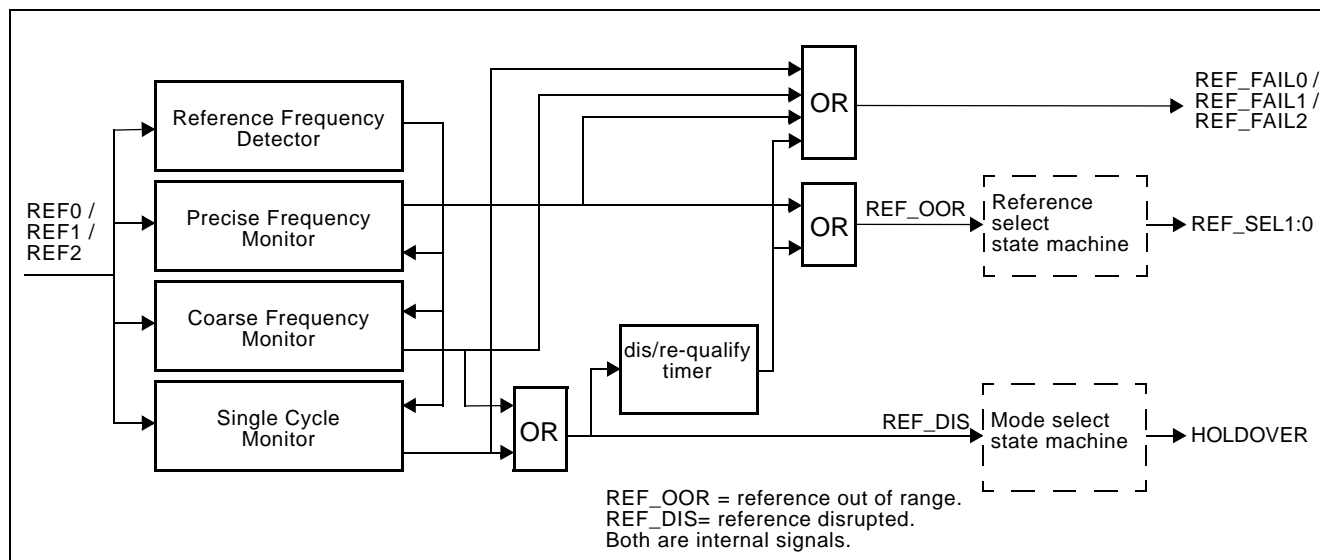 REF0 /
REF1 /
REF2
Reference Frequency
Detector
Precise Frequency
Monitor
Coarse Frequency
Monitor
Single Cycle
Monitor
OR
dis/re-qualify
timer
OR
OR
REF_FAIL0 /
REF_FAIL1 /
REF_FAIL2
REF_OOR
Reference
select
state machine
REF_SEL1:0
REF_DIS
Mode select
state machine
HOLDOVER
REF_OOR = reference out of range.
REF_DIS= reference disrupted.
Both are internal signals.